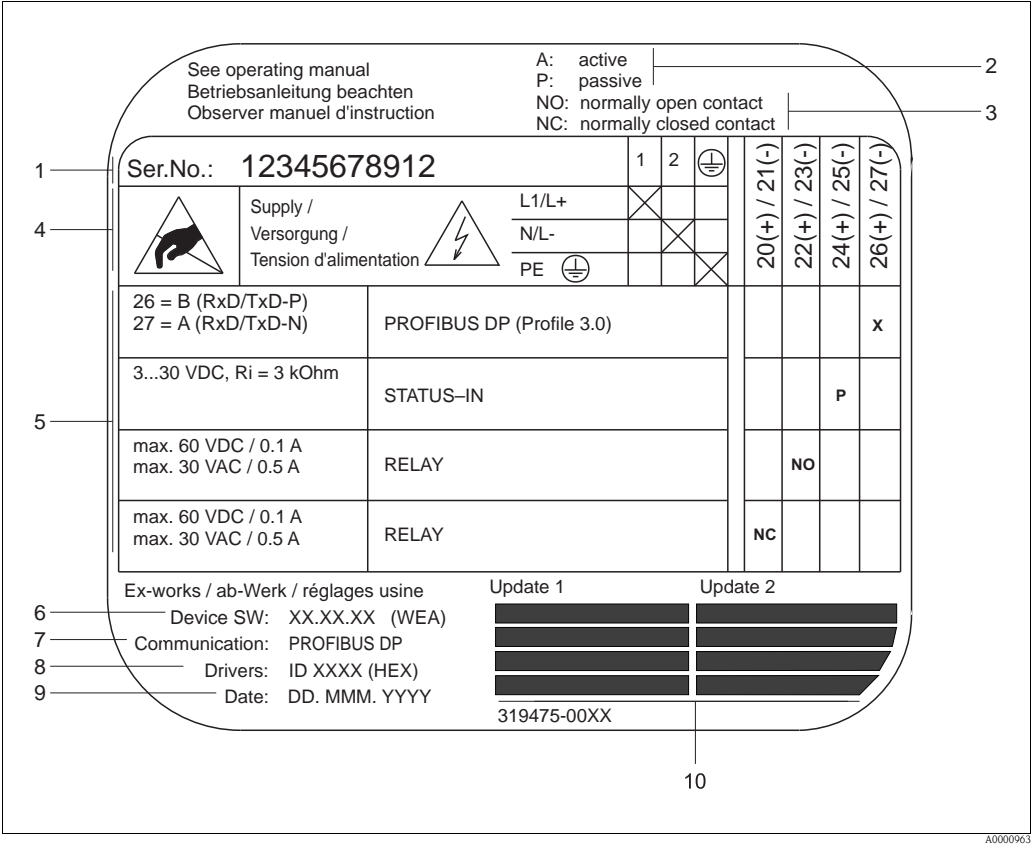 See operating manual
Betriebsanleitung beachten
Observer manuel d'instruction
A: active
P: passive
NO: normally open contact
NC: normally closed contact
2
3
1
Ser.No.: 12345678912
1 2
20(+) / 21(-)
22(+) / 23(-)
24(+) / 25(-)
26(+) / 27(-)
4
Supply /
Versorgung /
Tension d'alimentation
L1/L+
N/L-
PE
5
26 = B (RxD/TxD-P)
27 = A (RxD/TxD-N)
PROFIBUS DP (Profile 3.0)
X
3...30 VDC, Ri = 3 kOhm
STATUS–IN
P
max. 60 VDC / 0.1 A
max. 30 VAC / 0.5 A
RELAY
NO
max. 60 VDC / 0.1 A
max. 30 VAC / 0.5 A
RELAY
NC
Ex-works / ab-Werk / réglages usine
Update 1
Update 2
6
Device SW: XX.XX.XX (WEA)
7
Communication: PROFIBUS DP
8
Drivers: ID XXXX (HEX)
9
Date: DD. MMM. YYYY
319475-00XX
10
A0000963